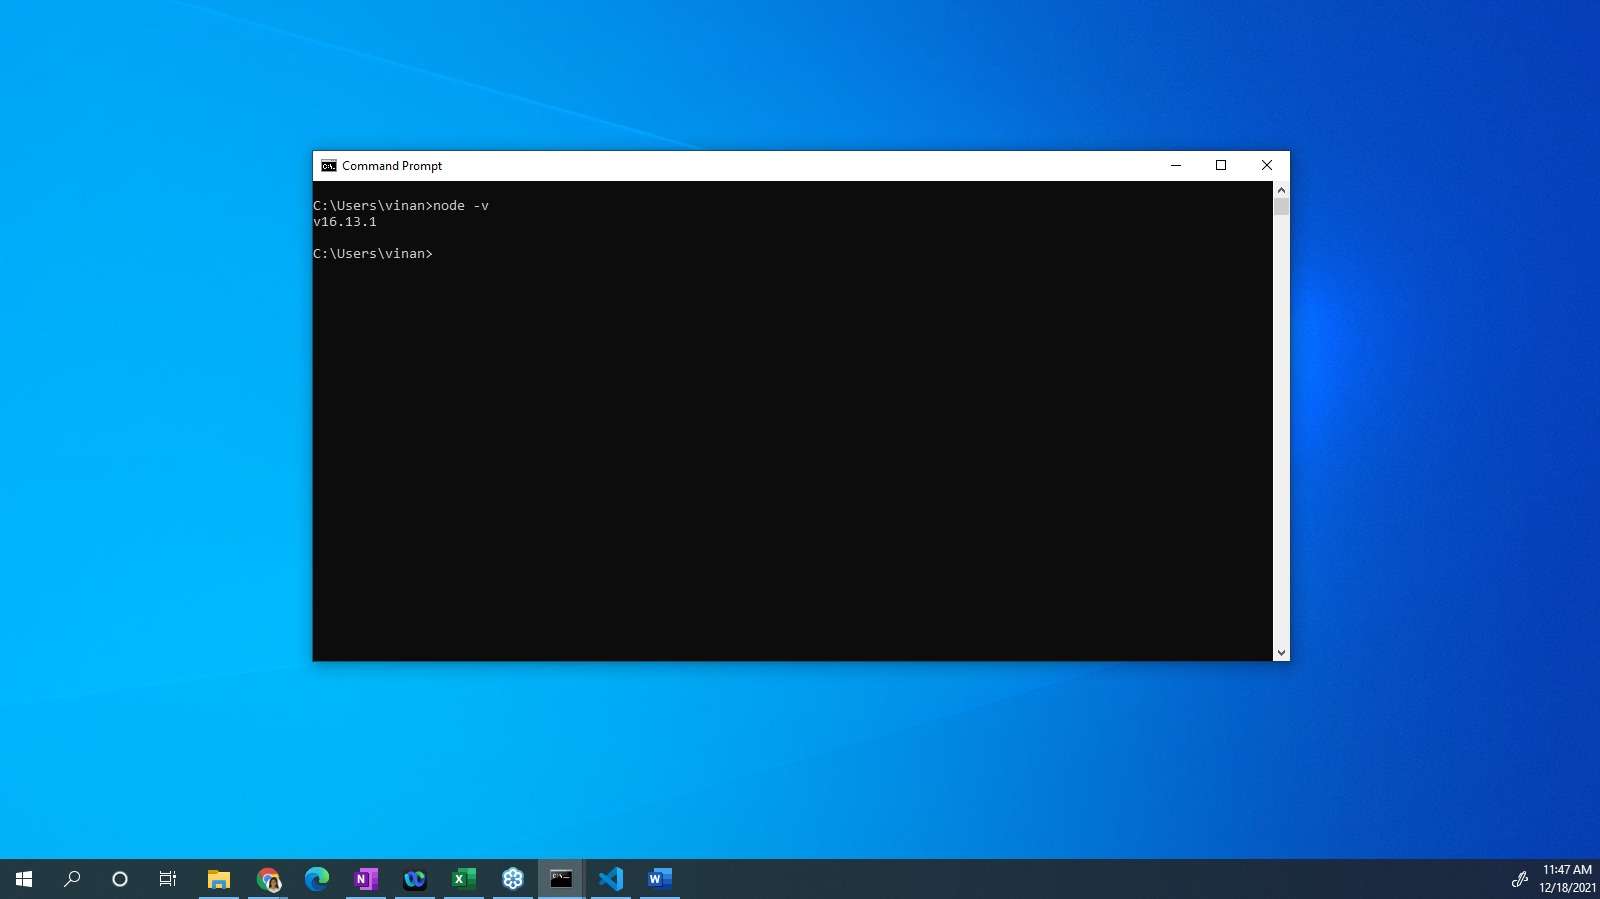 Command Prompt
C:\Users\vinan>node -v
v16.13.1
C:\Users\vinan>
11:47 AM
12/18/2021